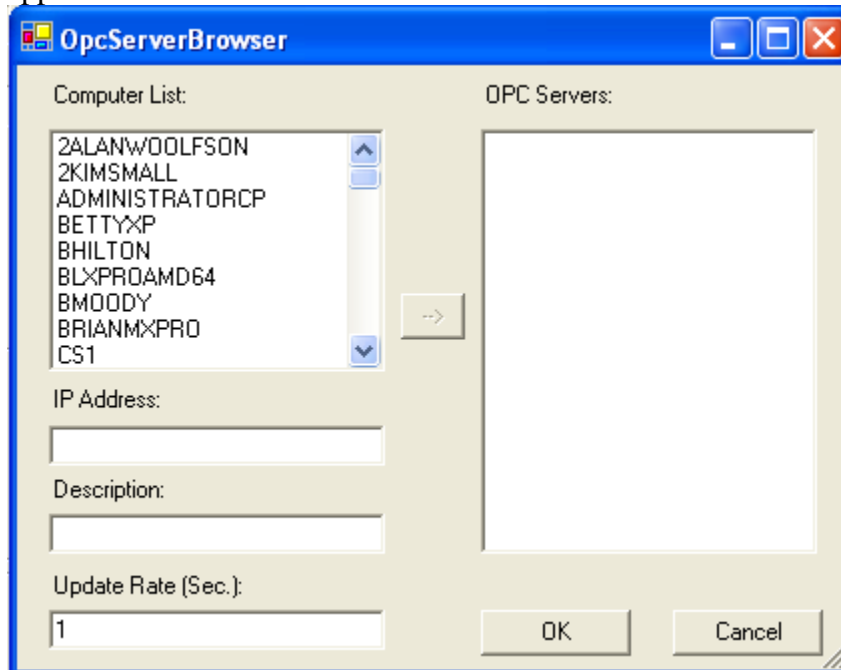 OpcServerBrowser
Computer List:
2ALANWOOLFSON
2KIMSMALL
ADMINISTRATORCP
BETTYXP
BHILTON
BLXPROAMD64
BMOODY
BRIANMXPRO
CS1
IP Address:
Description:
Update Rate (Sec.):
1
-->
OPC Servers:
OK
Cancel